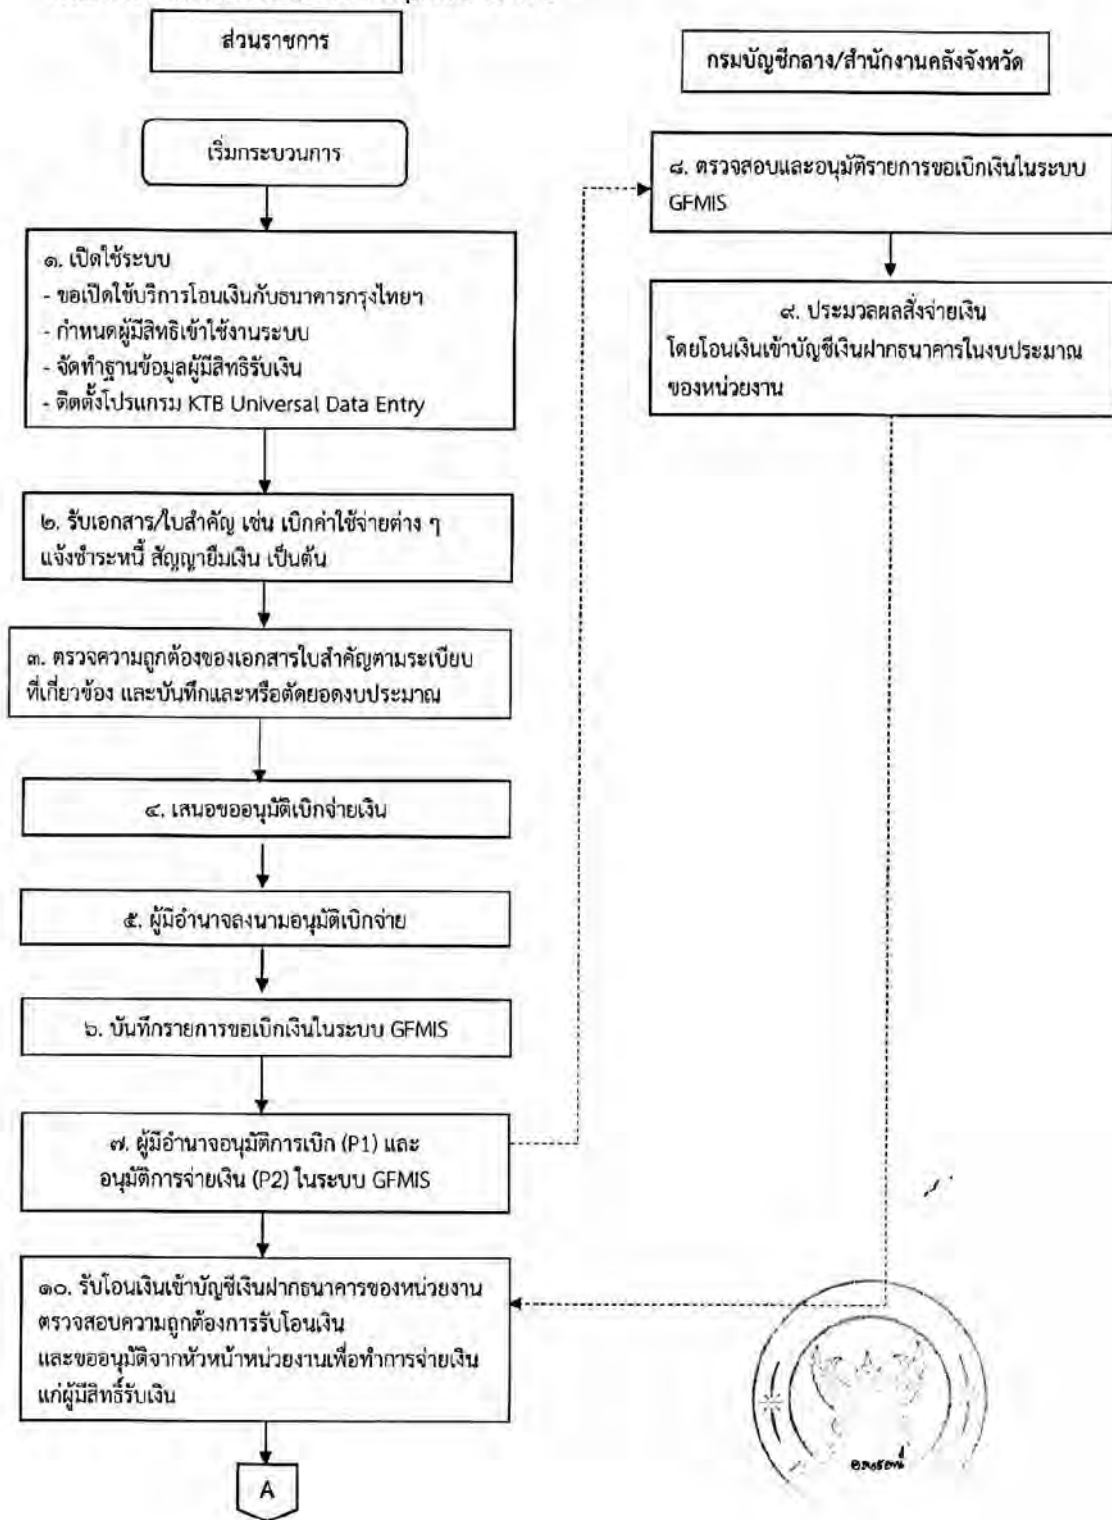 ส่วนราชการ
เริ่มกระบวนการ
๑. เปิดใช้ระบบ
- ขอเปิดใช้บริการโอนเงินกับธนาคารกรุงไทยฯ
- กำหนดผู้มีสิทธิเข้าใช้งานระบบ
- จัดทำฐานข้อมูลผู้มีสิทธิรับเงิน
- ติดตั้งโปรแกรม KTB Universal Data Entry
๒. รับเอกสาร/ใบสำคัญ เช่น เบิกค่าใช้จ่ายต่าง ๆ
แจ้งชำระหนี้ สัญญายืมเงิน เป็นต้น
๓. ตรวจความถูกต้องของเอกสารใบสำคัญตามระเบียบ
ที่เกี่ยวข้อง และบันทึกและหรือตัดยอดงบประมาณ
๔. เสนอขออนุมัติเบิกจ่ายเงิน
๕. ผู้มีอำนาจลงนามอนุมัติเบิกจ่าย
๖. บันทึกรายการขอเบิกเงินในระบบ GFMIS
๗. ผู้มีอำนาจอนุมัติการเบิก (P1) และ
อนุมัติการจ่ายเงิน (P2) ในระบบ GFMIS
กรมบัญชีกลาง/สำนักงานคลังจังหวัด
๘. ตรวจสอบและอนุมัติรายการขอเบิกเงินในระบบ
GFMIS
๙. ประมวลผลสั่งจ่ายเงิน
โดยโอนเงินเข้าบัญชีเงินฝากธนาคารในงบประมาณ
ของหน่วยงาน
๑๐. รับโอนเงินเข้าบัญชีเงินฝากธนาคารของหน่วยงาน
ตรวจสอบความถูกต้องการรับโอนเงิน
และขออนุมัติจากหัวหน้าหน่วยงานเพื่อทำการจ่ายเงิน
แก่ผู้มีสิทธิ์รับเงิน
A